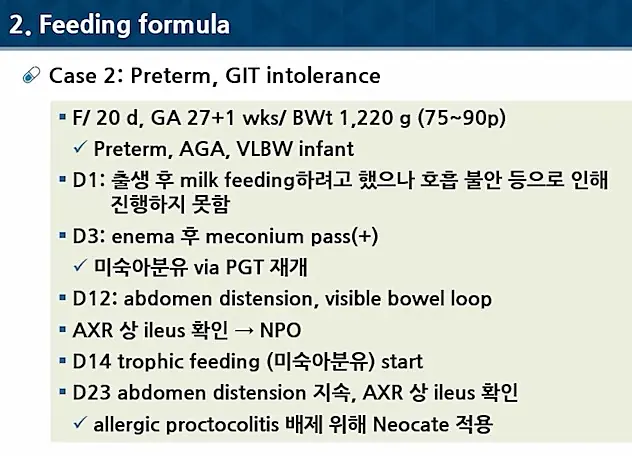 2. Feeding formula
Case 2: Preterm, GIT intolerance
▪ F/ 20 d, GA 27+1 wks/ BWt 1,220 g (75~90p)
✓ Preterm, AGA, VLBW infant
▪ D1: 출생 후 milk feeding하려고 했으나 호흡 불안 등으로 인해
진행하지 못함
▪ D3: enema 후 meconium pass(+)
✓ 미숙아분유 via PGT 재개
▪ D12: abdomen distension, visible bowel loop
▪ AXR 상 ileus 확인 → NPO
▪ D14 trophic feeding (미숙아분유) start
▪ D23 abdomen distension 지속, AXR 상 ileus 확인
✓ allergic proctocolitis 배제 위해 Neocate 적용